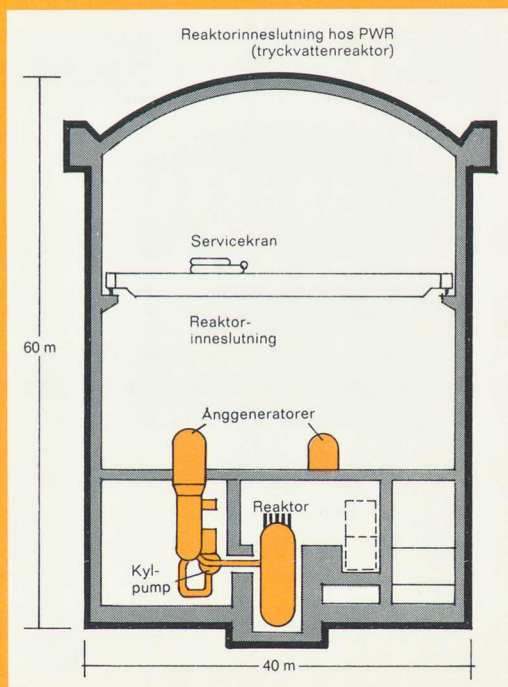 Reaktorinneslutning hos PWR
(tryckvattenreaktor)
Servicekran
60 m
Reaktor-
inneslutning
Ånggeneratorer
Reaktor
Kyl-
pump
40 m